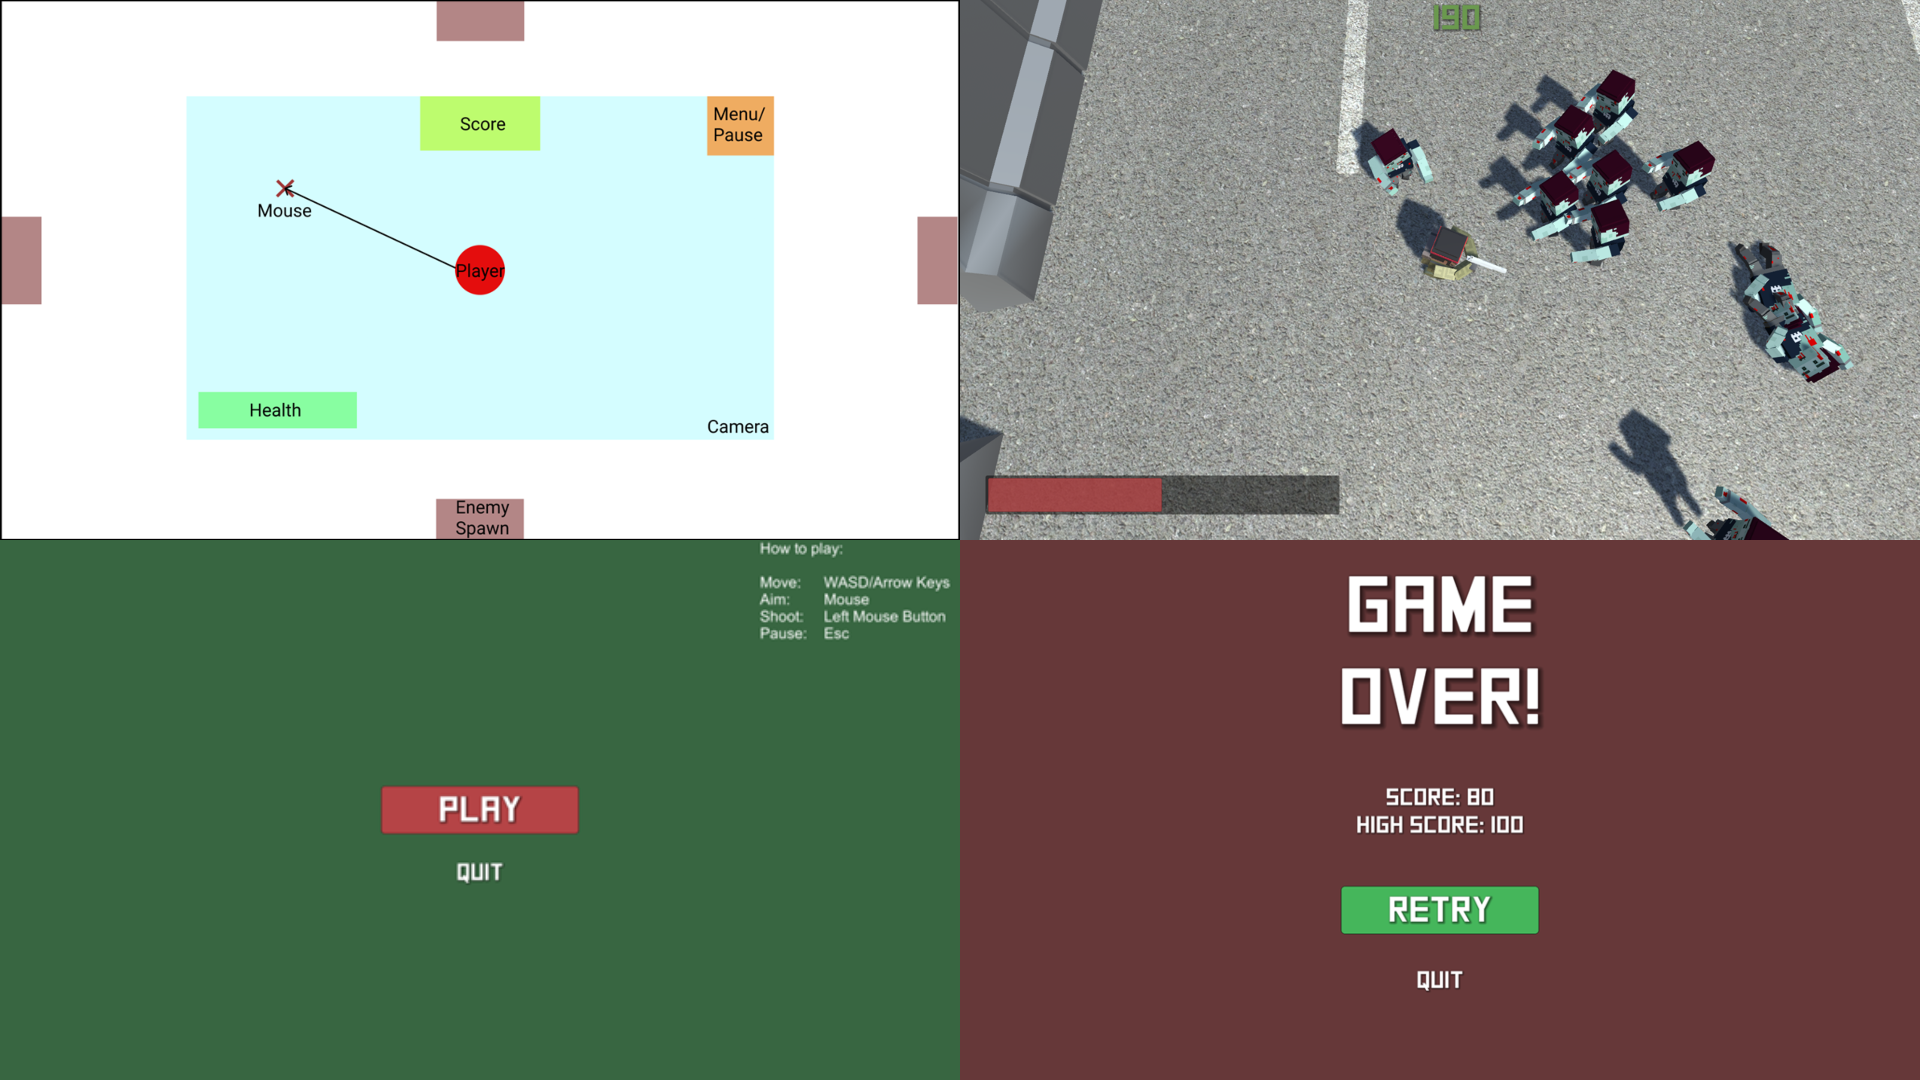 Score
Menu/
Pause
Mouse
Player
Health
Camera
Enemy
Spawn
190
How to play:
Move: WASD/Arrow Keys
Aim: Mouse
Shoot: Left Mouse Button
Pause: Esc
PLAY
QUIT
GAME
OVER!
SCORE: 80
HIGH SCORE: 100
RETRY
QUIT